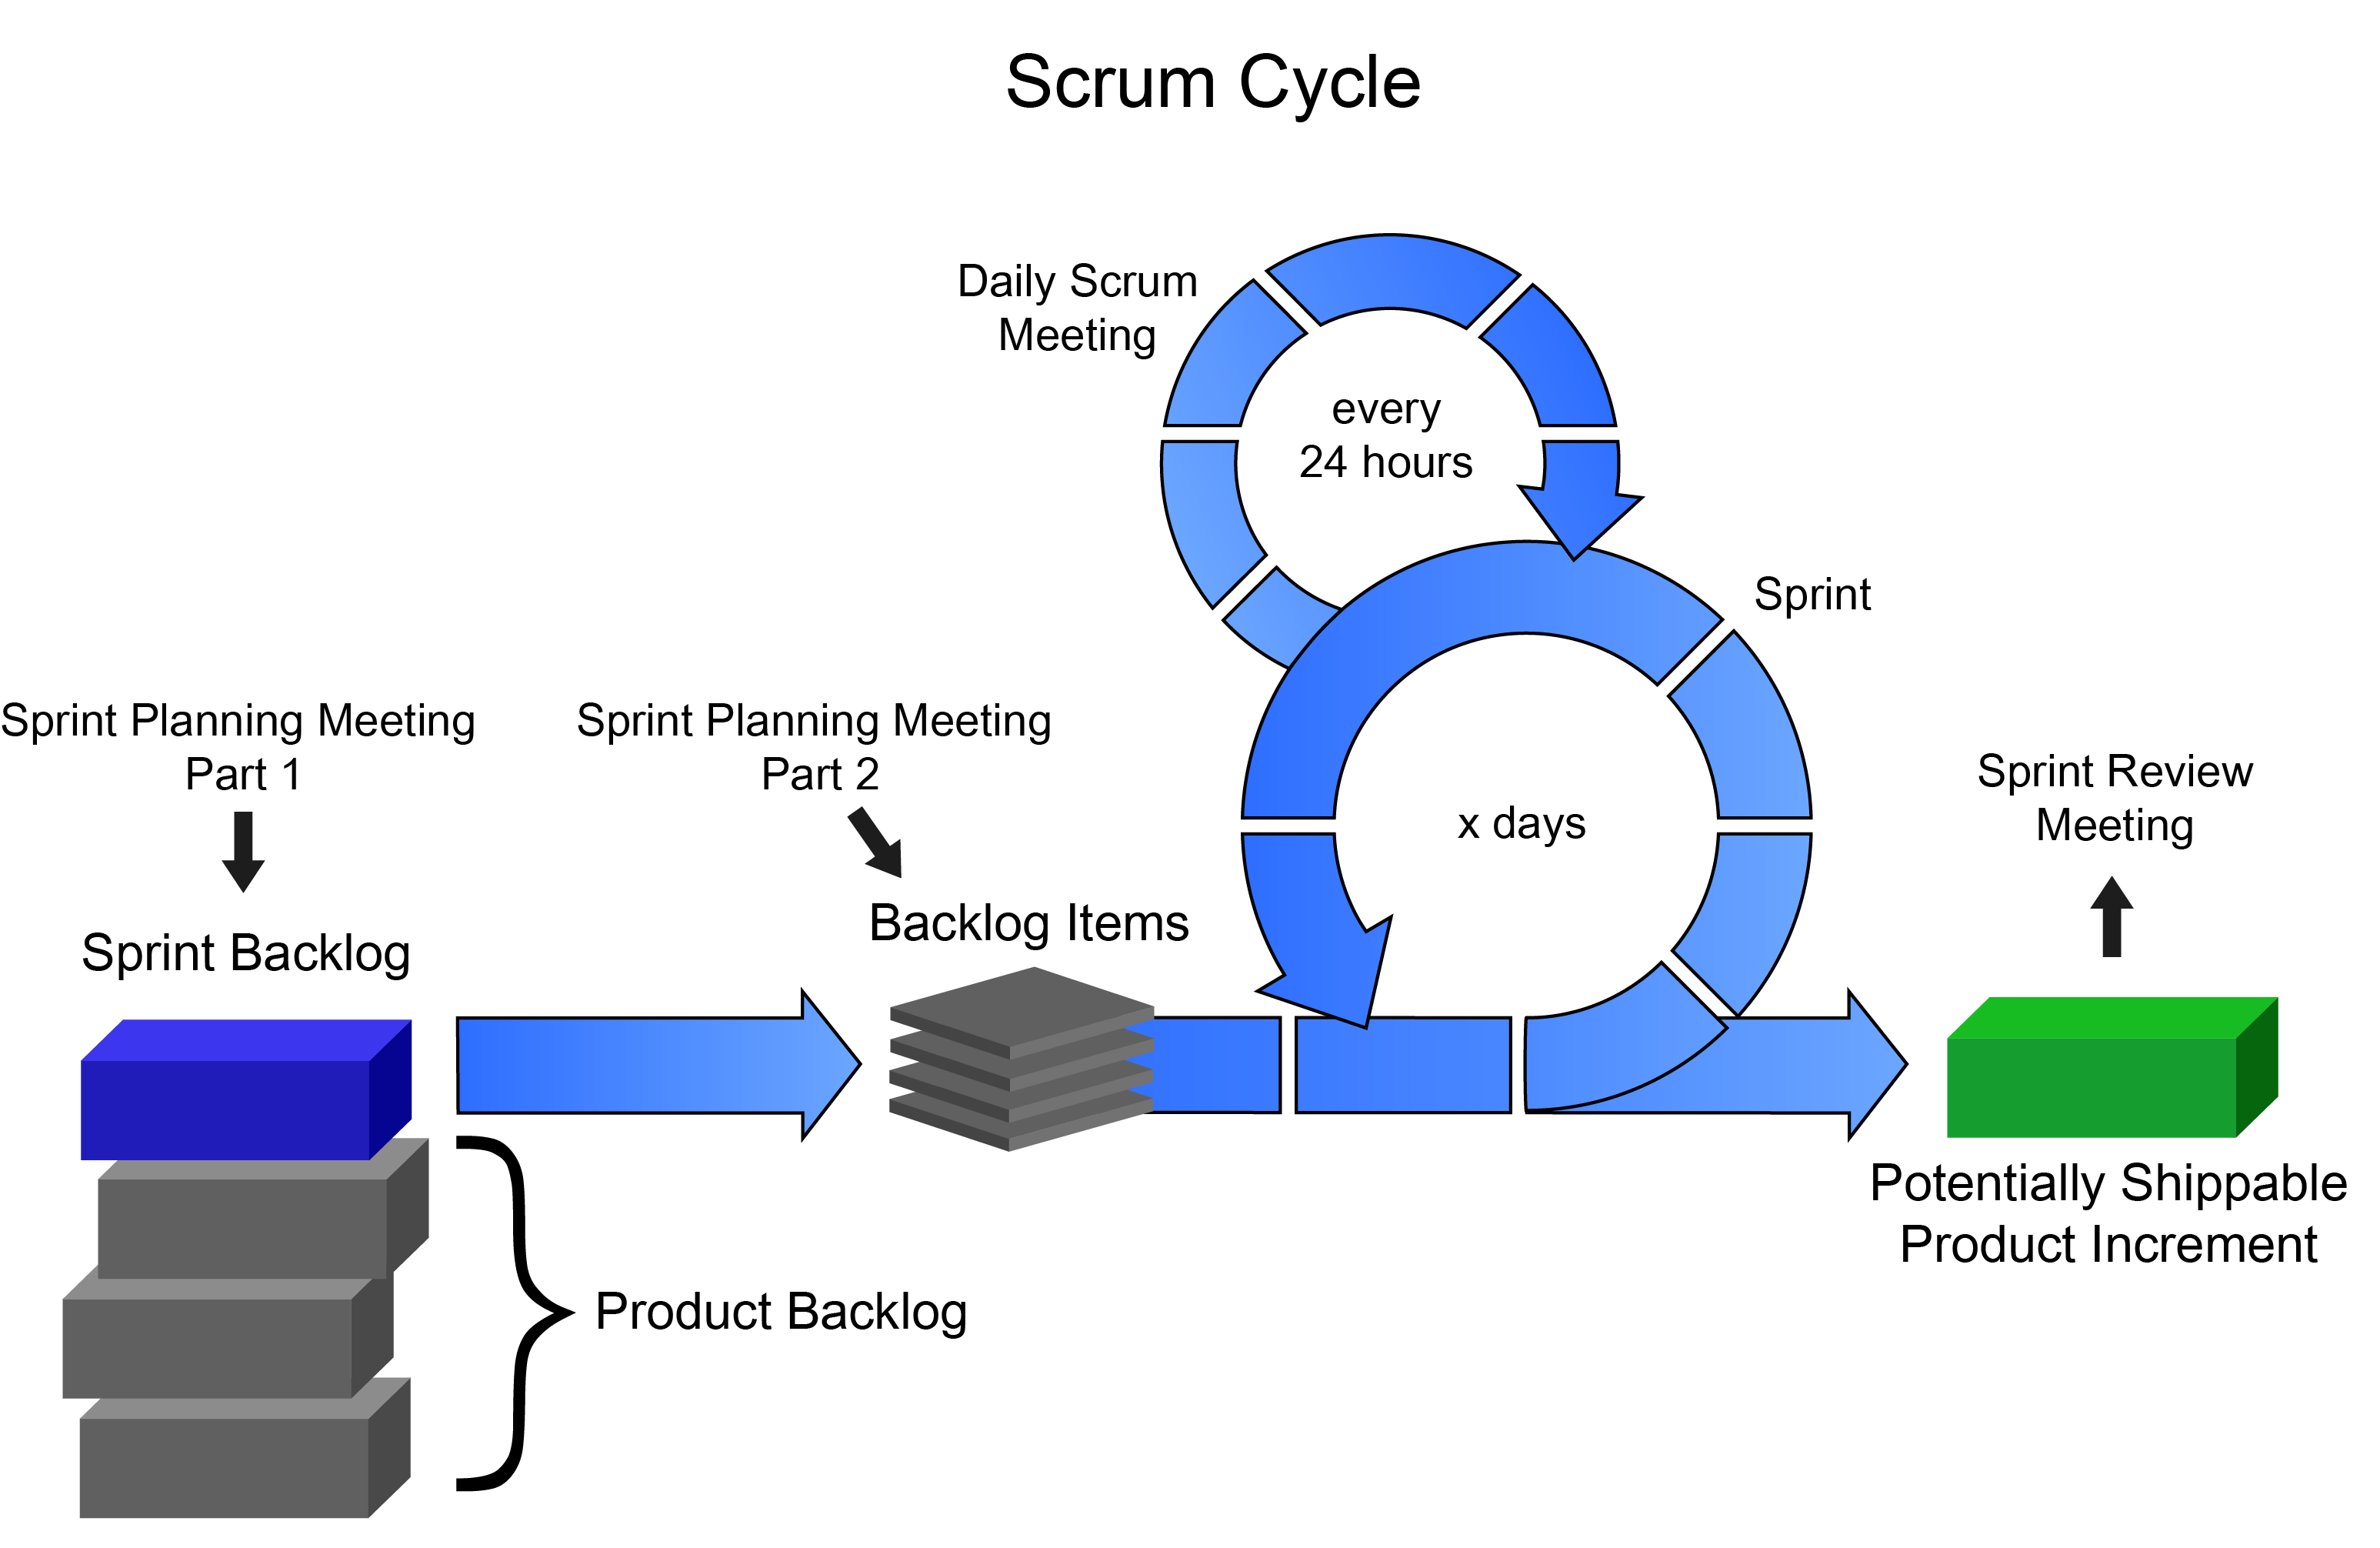 Scrum Cycle
Daily Scrum
Meeting
every
24 hours
Sprint
Sprint Planning Meeting
Part 1
Sprint Planning Meeting
Part 2
x days
Sprint Review
Meeting
Sprint Backlog
Backlog Items
Potentially Shippable
Product Increment
Product Backlog